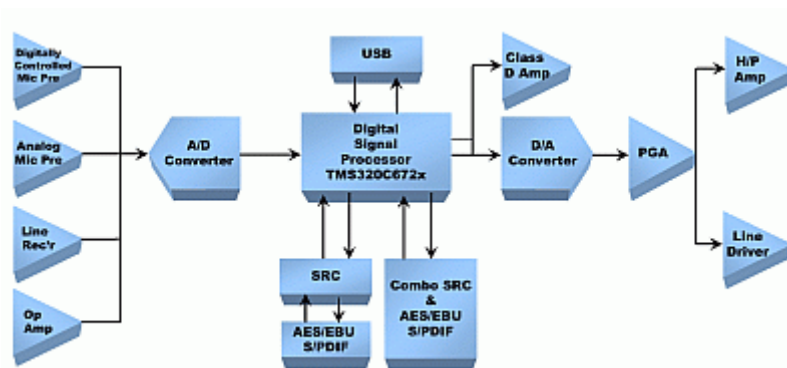 Digitally
Controlled
Mic Pre
Analog
Mic Pre
Line
Rec'r
Op
Amp
A/D
Converter
USB
Digital
Signal
Processor
TMS320C672x
SRC
AES/EBU
S/PDIF
Combo SRC
&
AES/EBU
S/PDIF
Class
D Amp
D/A
Converter
PGA
H/P
Amp
Line
Driver